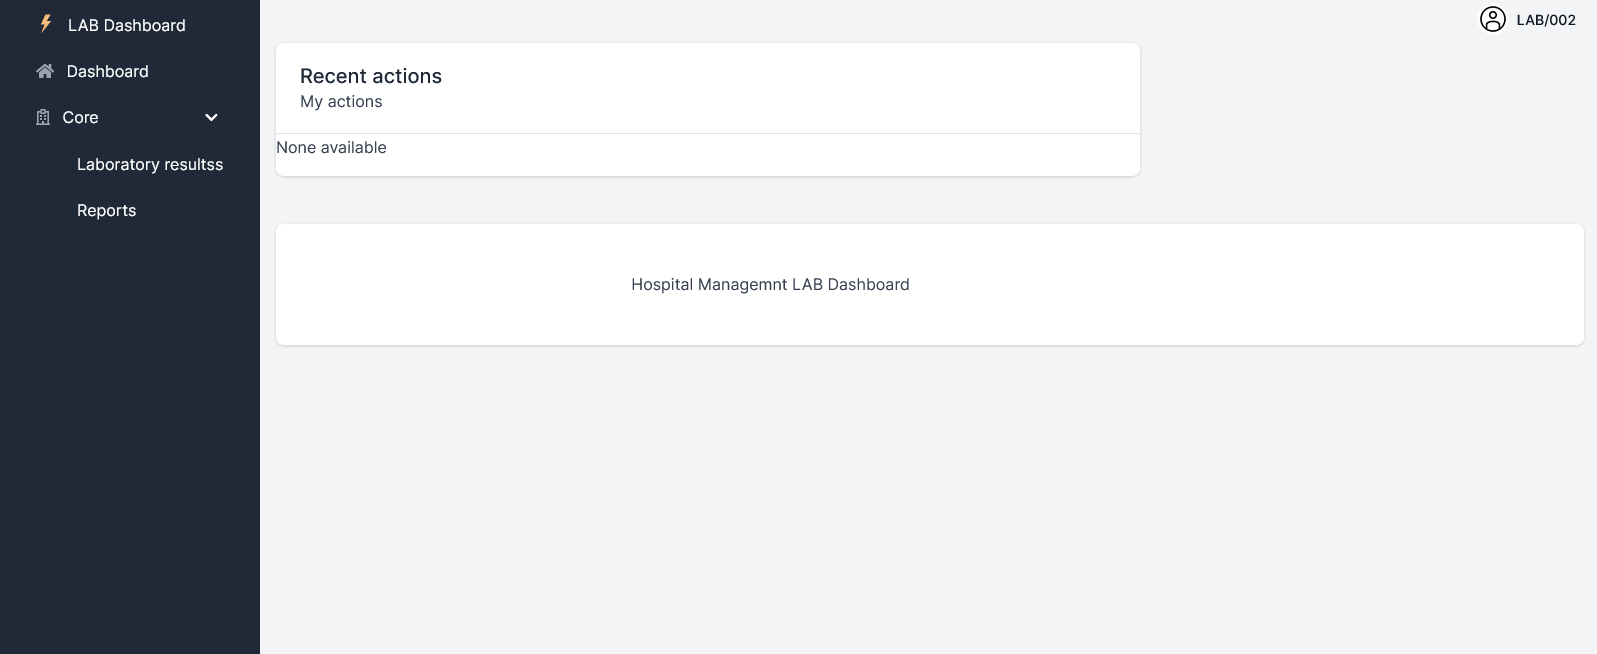 LAB Dashboard
Dashboard
Core
Laboratory resultss
Reports
LAB/002
Recent actions
My actions
None available
Hospital Managemnt LAB Dashboard